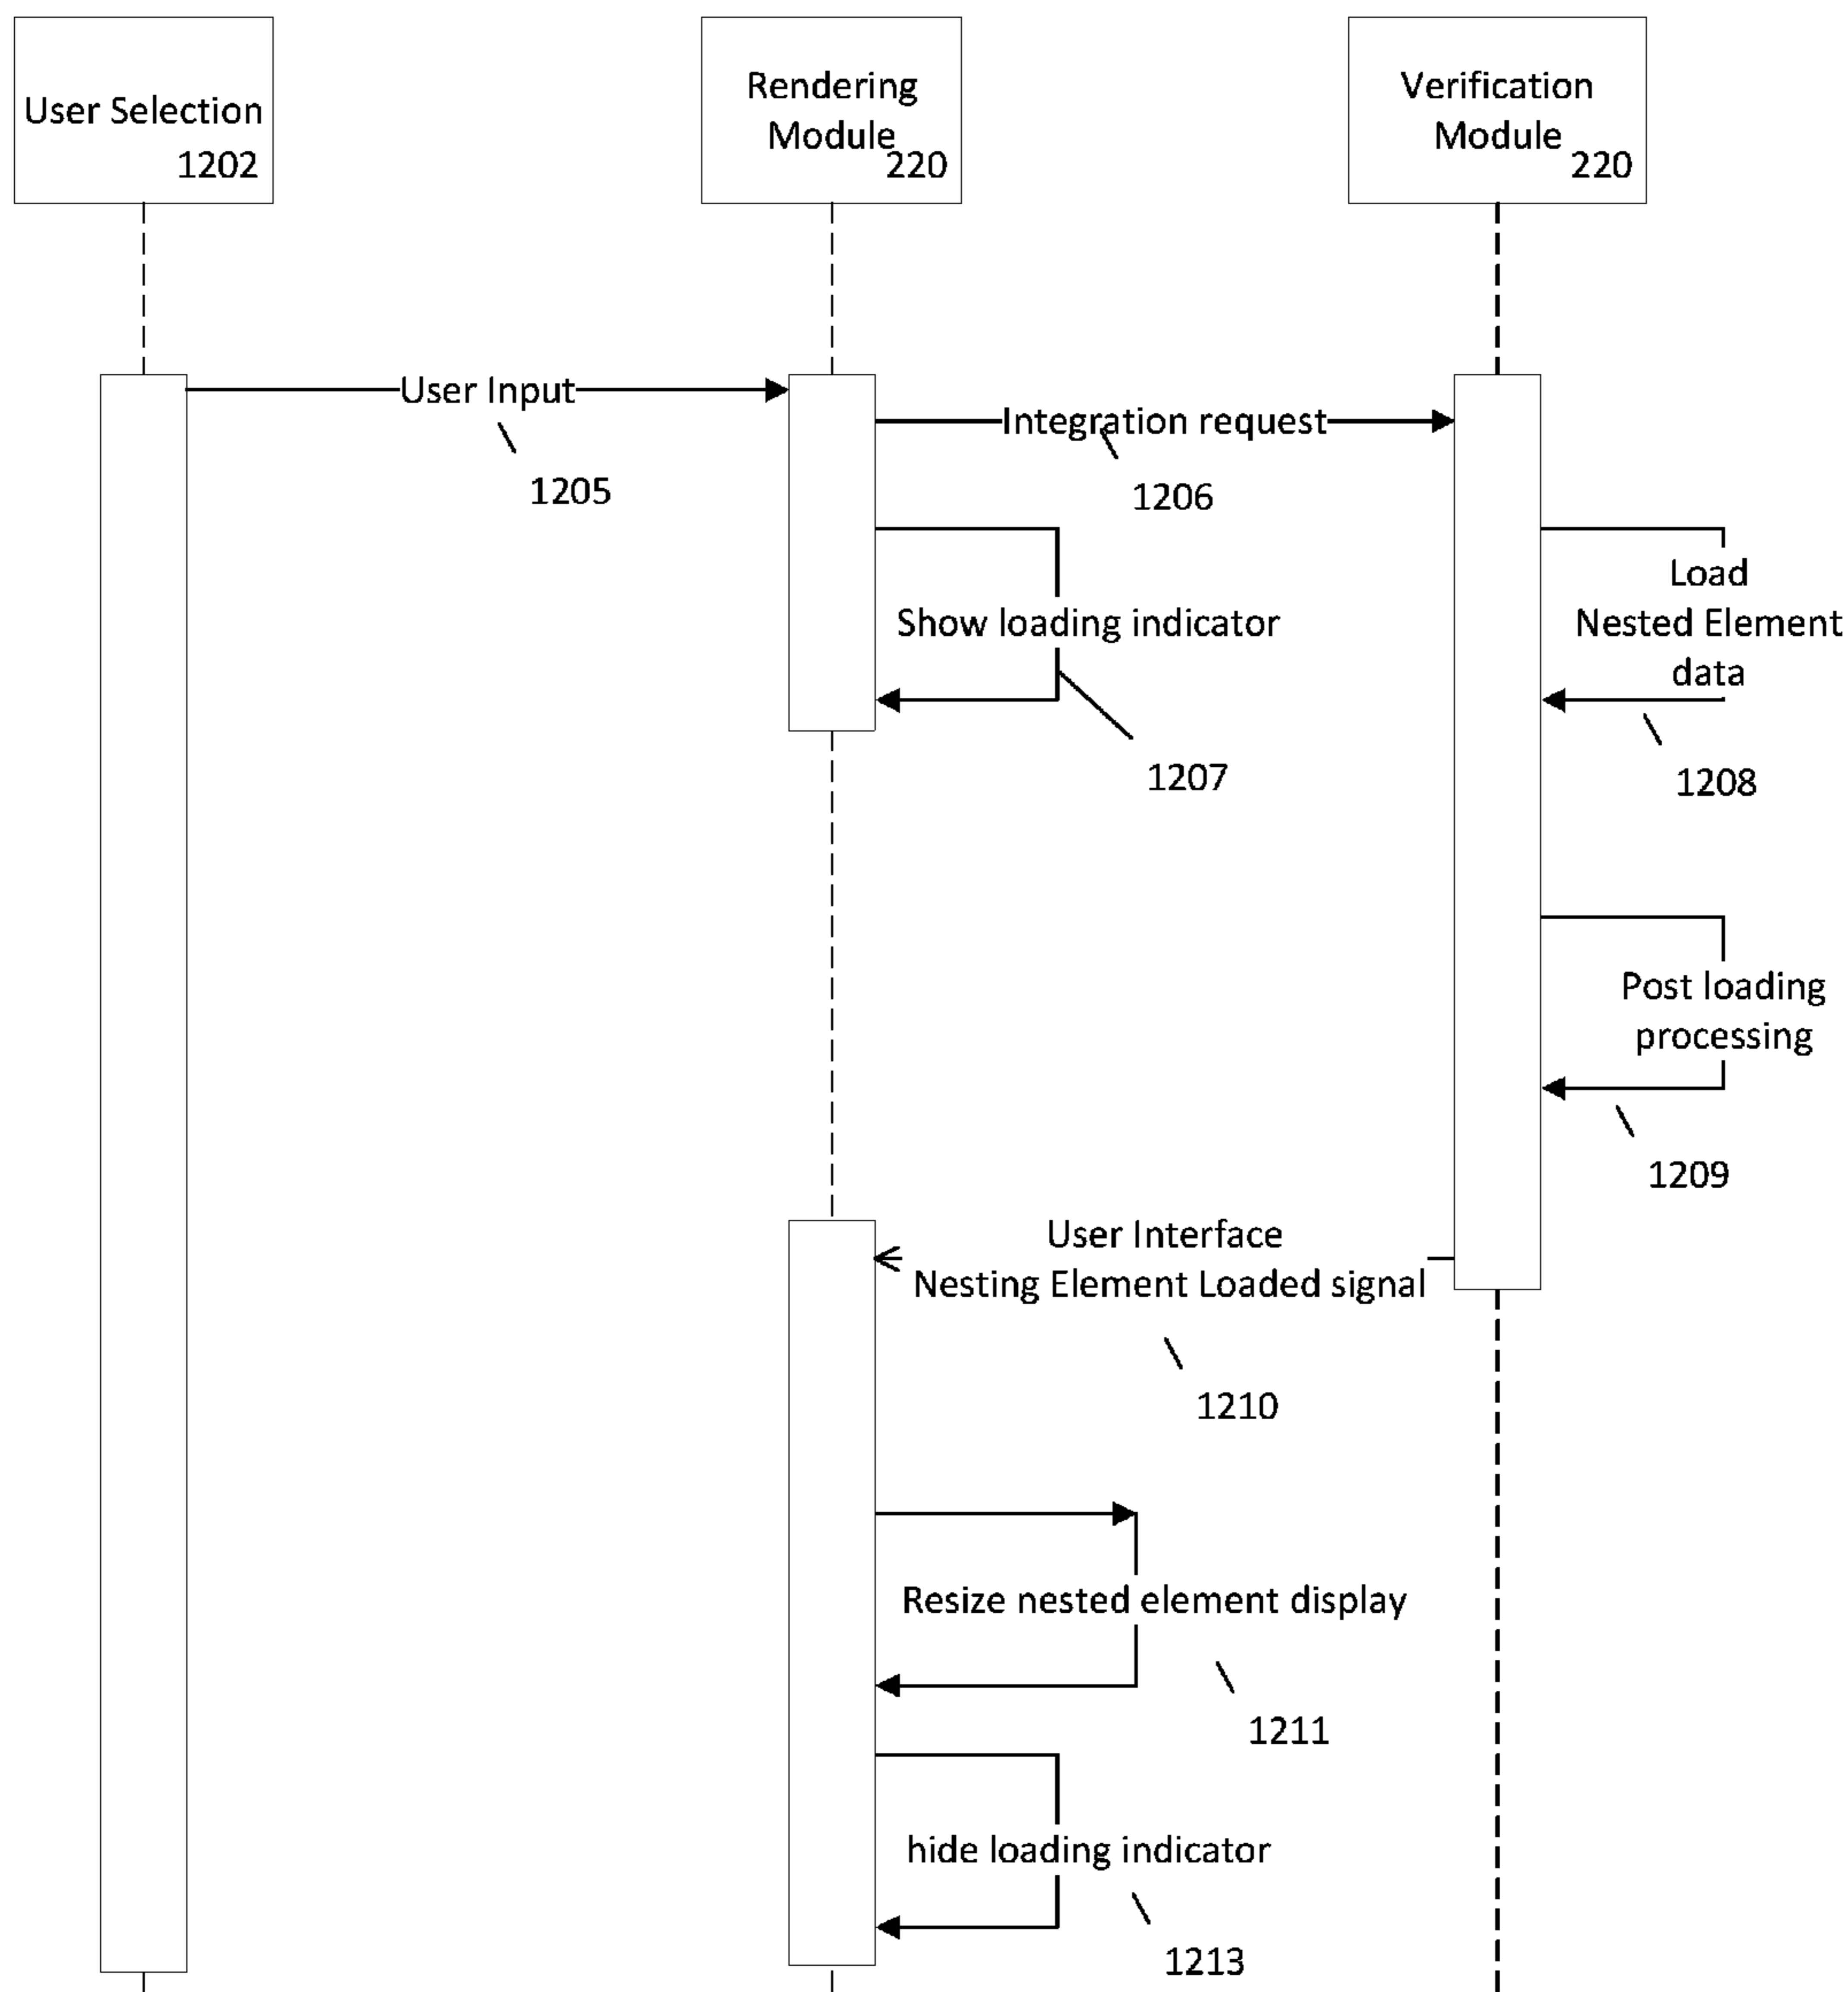 User Selection
1202
Rendering
Module
220
Verification
Module
220
User Input
1205
Integration request
1206
Show loading indicator
1207
Load
Nested Element
data
1208
Post loading
processing
1209
User Interface
Nesting Element Loaded signal
1210
Resize nested element display
1211
hide loading indicator
1213